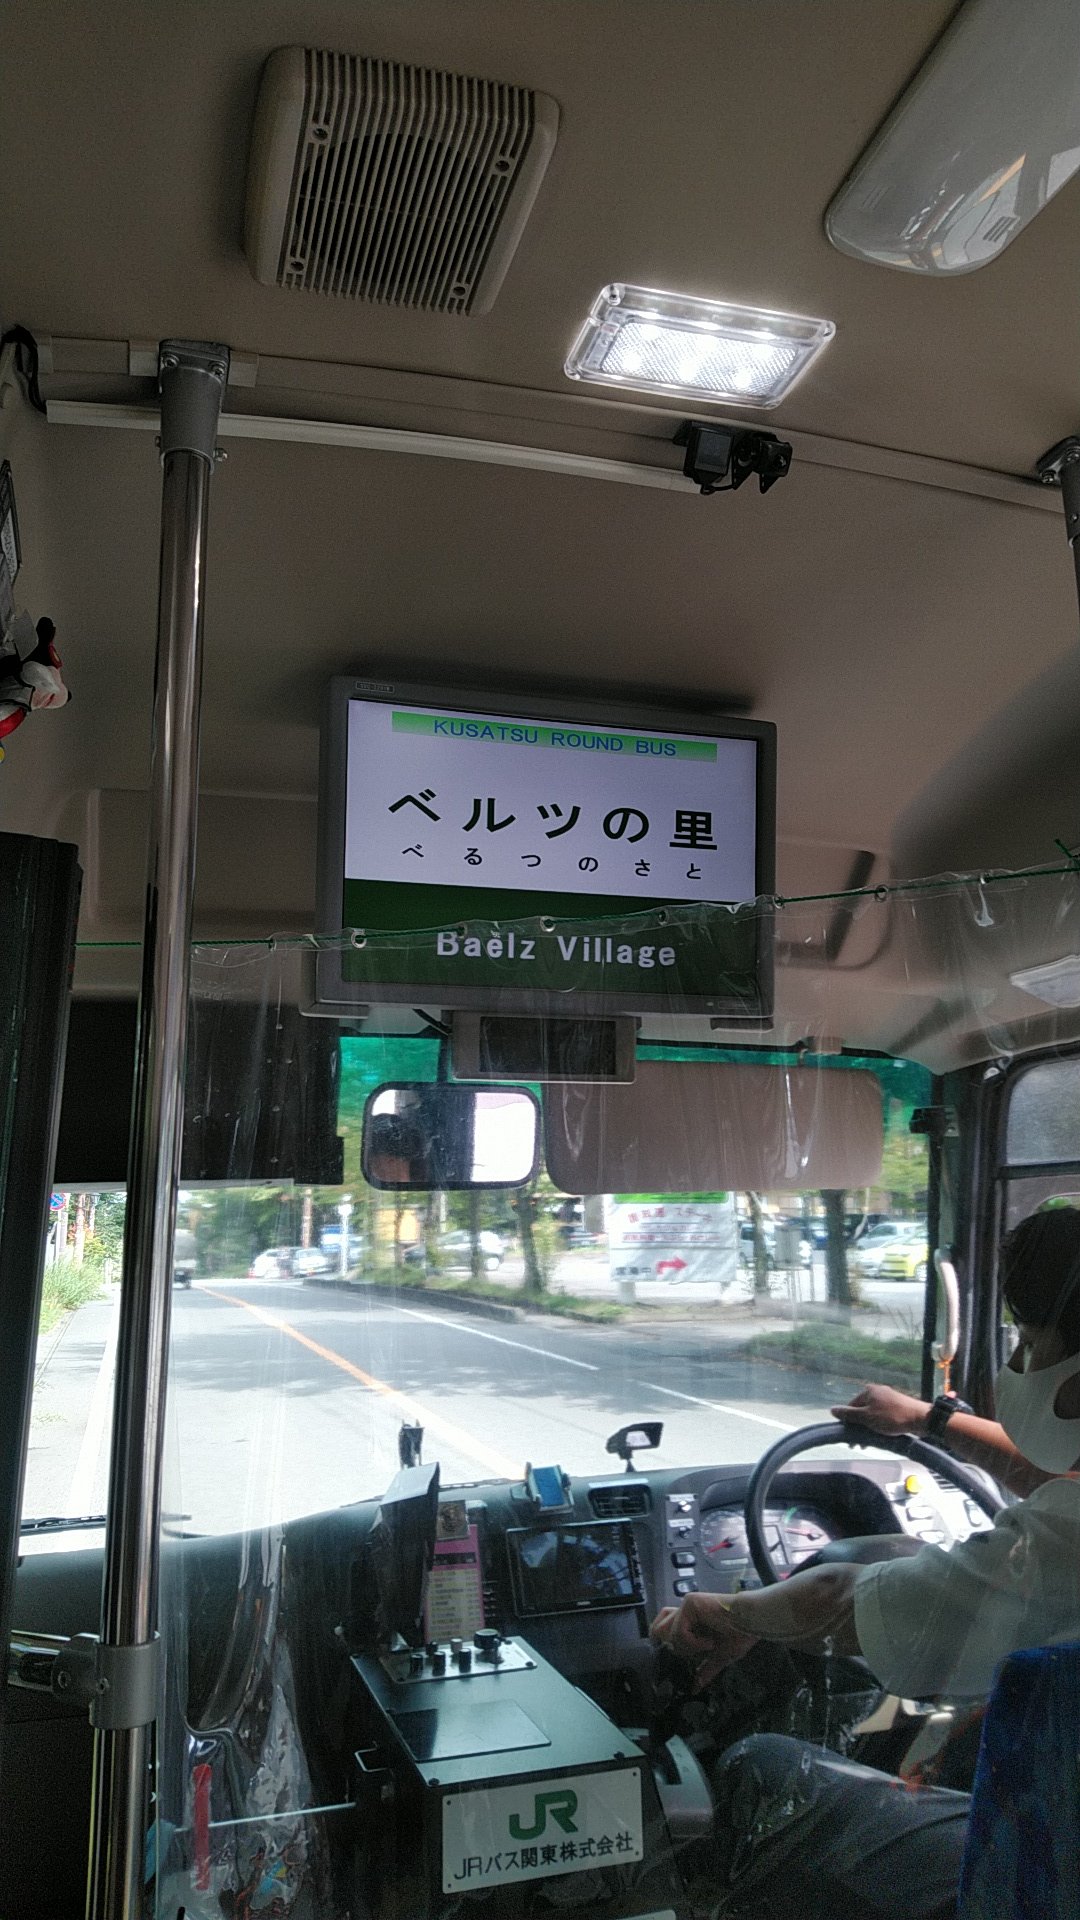 KUSATSU ROUND BUS
ベルツの里
べるつのさと
Baelz Village
JR
JRバス関東株式会社